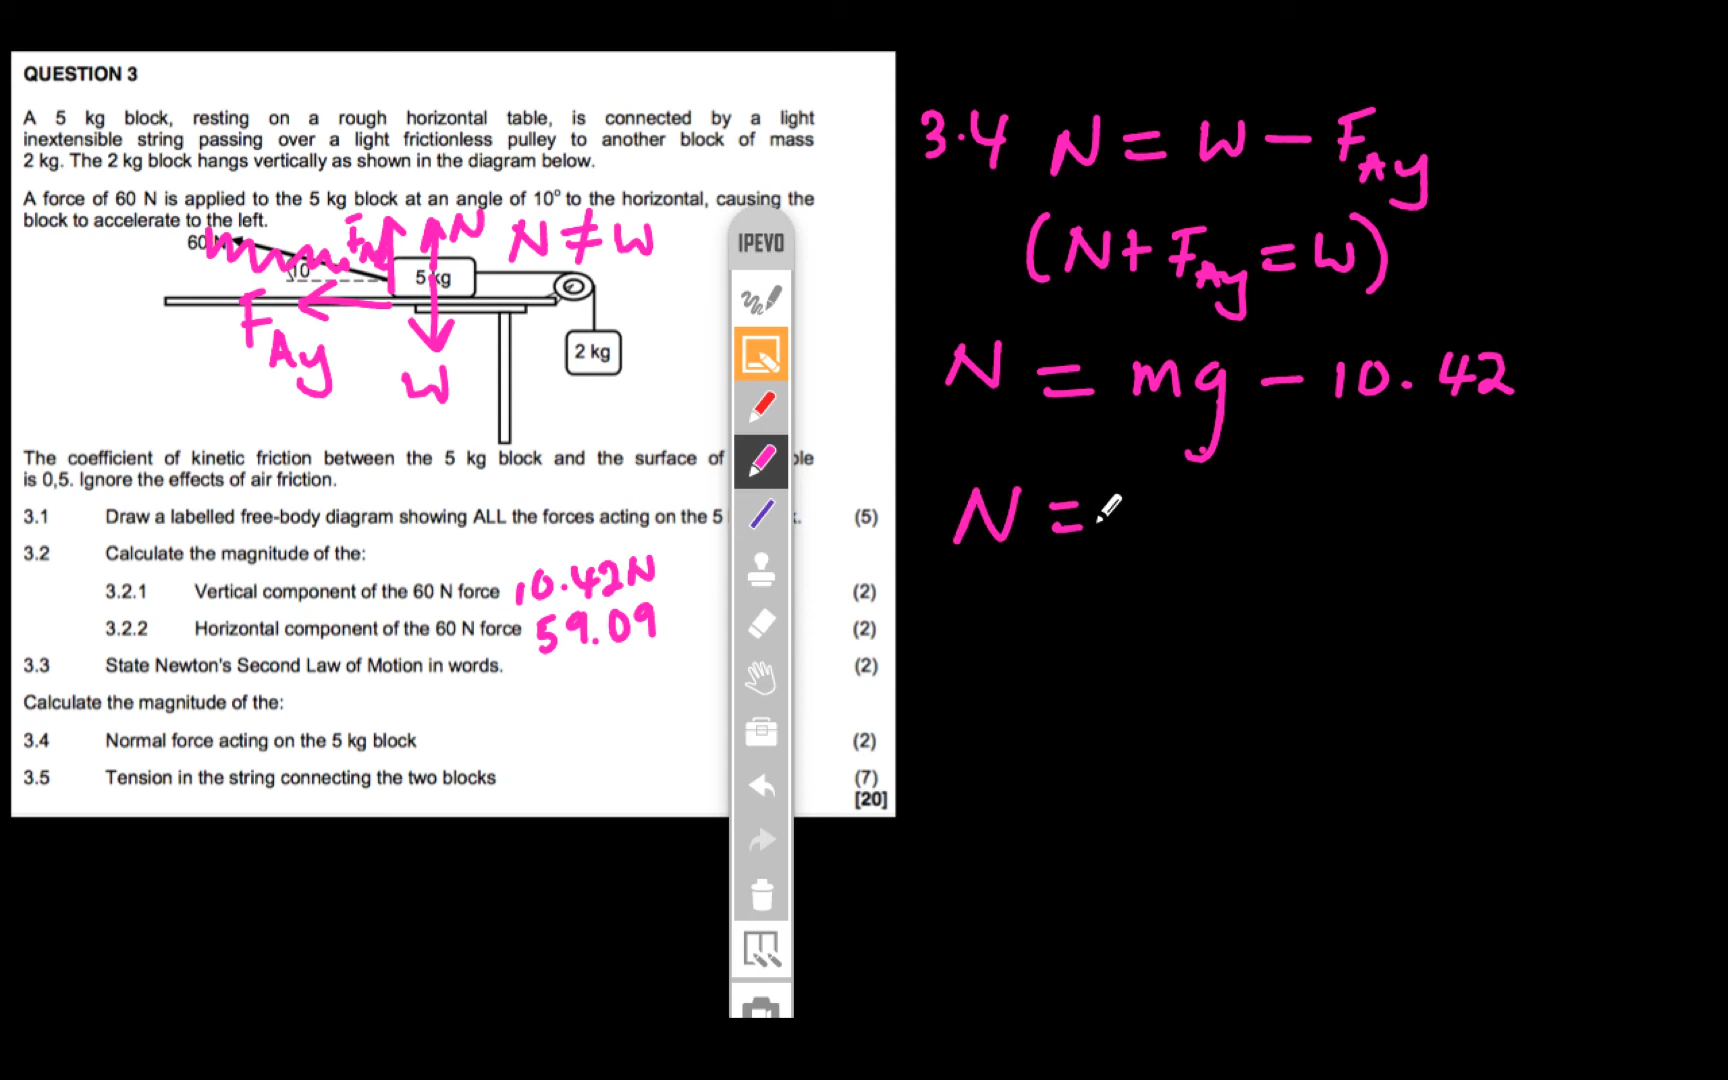 QUESTION 3
A 5 kg block, resting on a rough horizontal table, is connected by a light
inextensible string passing over a light frictionless pulley to another block of mass
2 kg. The 2 kg block hangs vertically as shown in the diagram below.
A force of 60 N is applied to the 5 kg block at an angle of 10° to the horizontal, causing the
block to accelerate to the left.
60
10
5 kg
N
N ≠ W
F_Ay
W
2 kg
The coefficient of kinetic friction between the 5 kg block and the surface of
is 0,5. Ignore the effects of air friction.
3.1 Draw a labelled free-body diagram showing ALL the forces acting on the 5 (5)
3.2 Calculate the magnitude of the:
3.2.1 Vertical component of the 60 N force 10.42N (2)
3.2.2 Horizontal component of the 60 N force 59.09 (2)
3.3 State Newton's Second Law of Motion in words. (2)
Calculate the magnitude of the:
3.4 Normal force acting on the 5 kg block (2)
3.5 Tension in the string connecting the two blocks (7)
[20]
IPEVO
3.4 N = W - F_Ay
(N + F_Ay = W)
N = mg - 10.42
N =